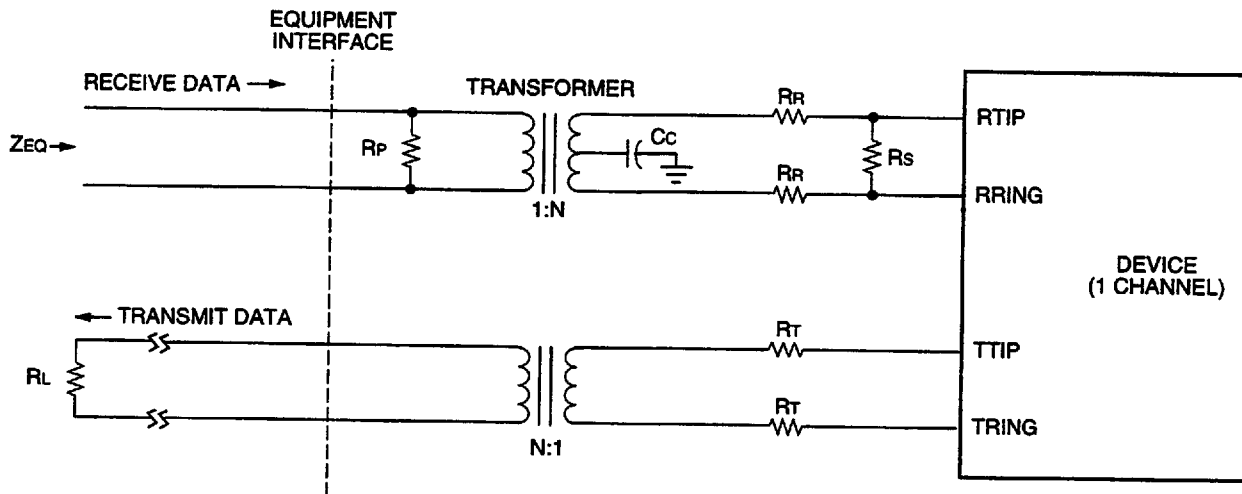 EQUIPMENT
INTERFACE
RECEIVE DATA →
TRANSFORMER
RR
RTIP
ZEQ→
RP
CC
RS
RR
RRING
1:N
DEVICE
(1 CHANNEL)
← TRANSMIT DATA
RT
TTIP
RL
RT
TRING
N:1